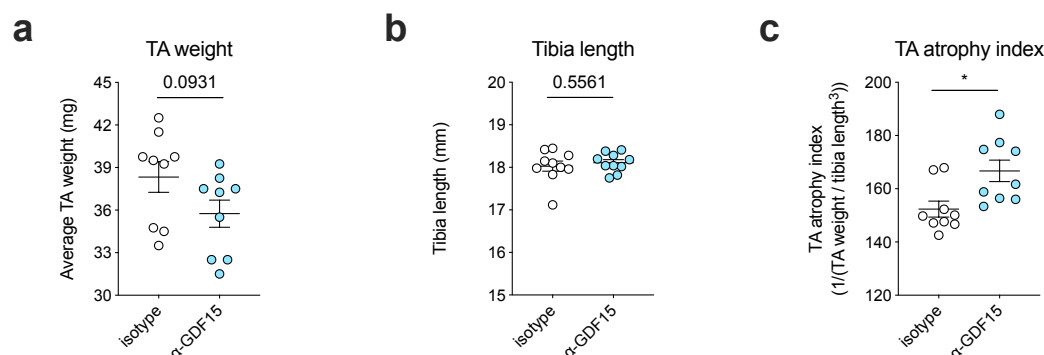 a
TA weight
0.0931
Average TA weight (mg)
45
42
39
36
33
30
isotype
α-GDF15
b
Tibia length
0.5561
Tibia length (mm)
20
19
18
17
16
15
isotype
α-GDF15
c
TA atrophy index
*
TA atrophy index
(1/(TA weight / tibia length³))
200
180
160
140
120
isotype
α-GDF15